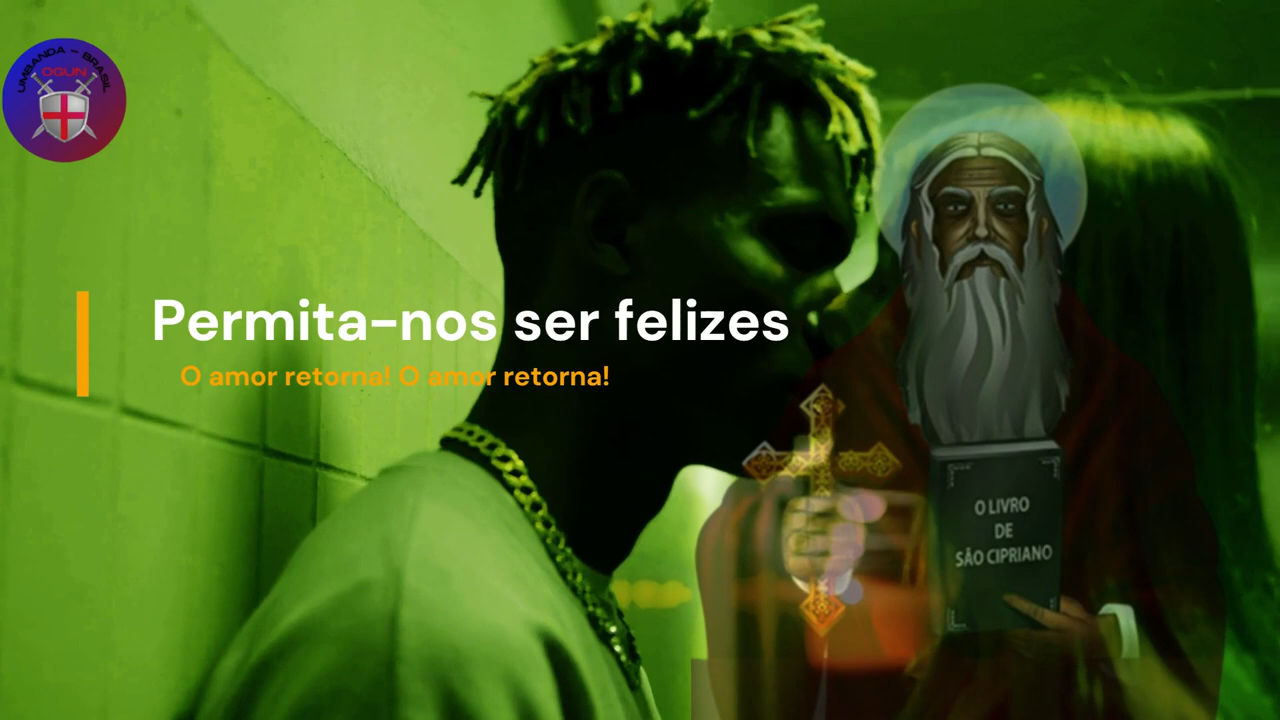 UMBANDA - BRASIL
OGUN
Permita-nos ser felizes
O amor retorna! O amor retorna!
O LIVRO
DE
SÃO CIPRIANO